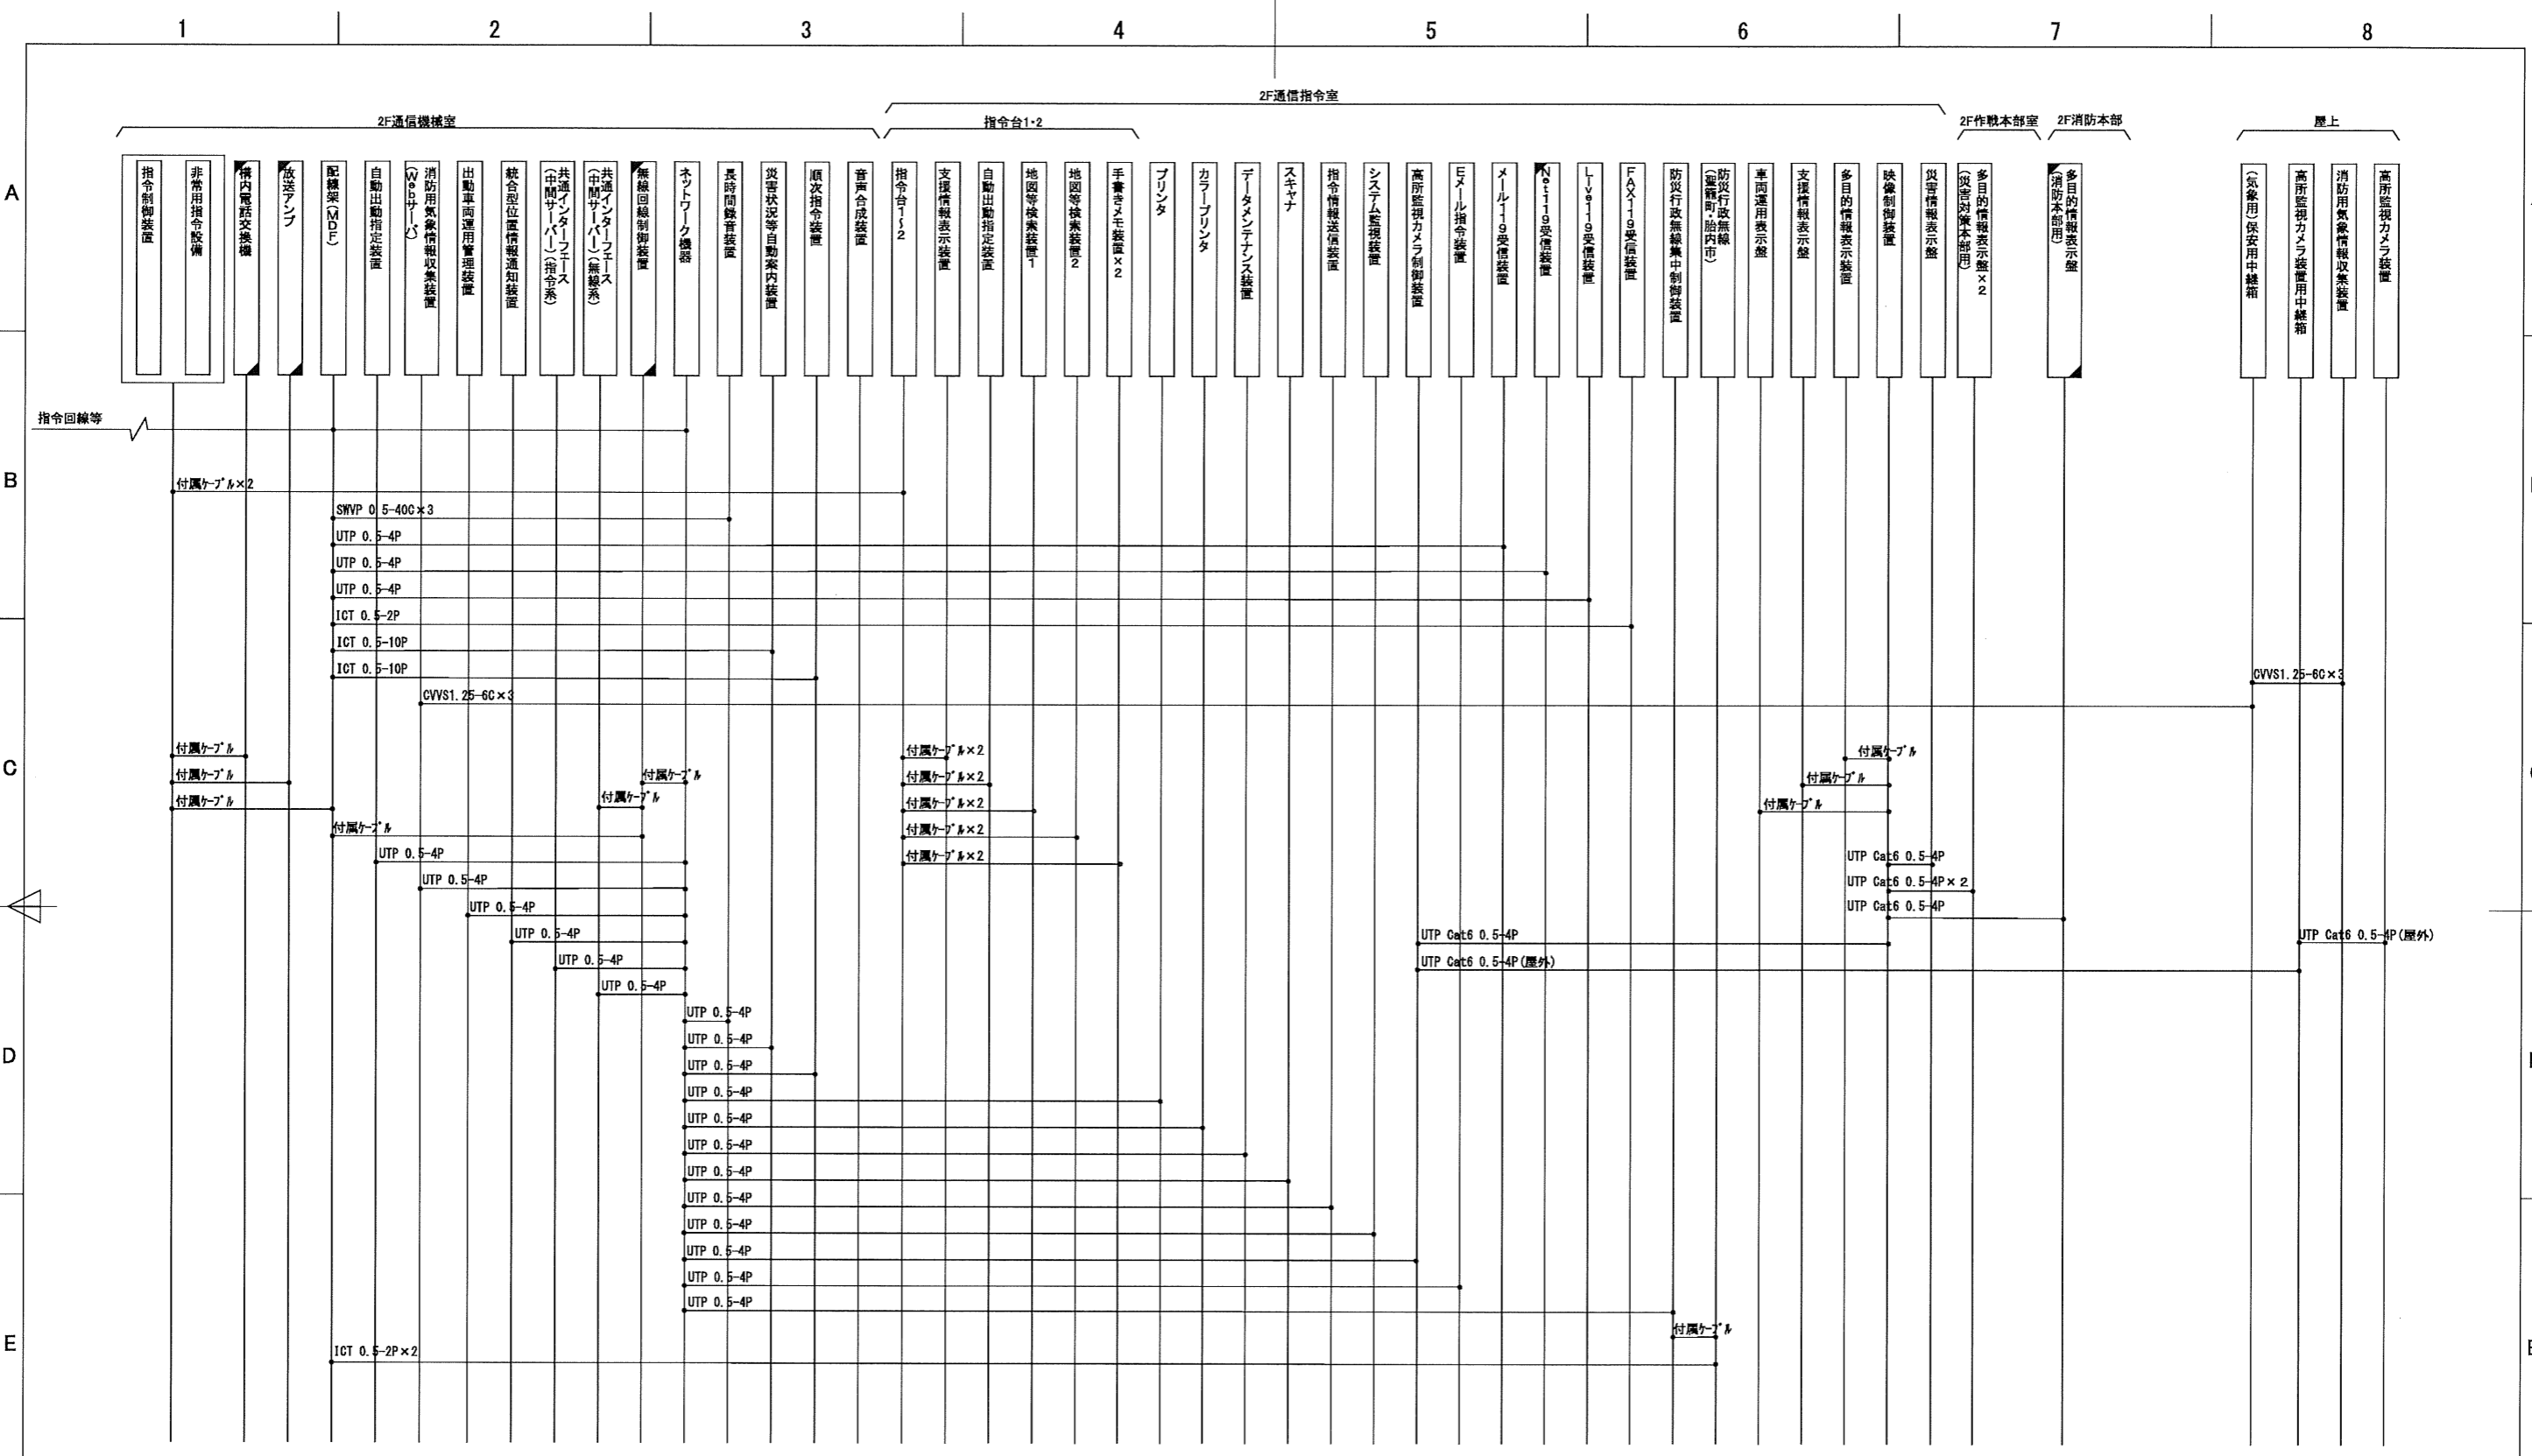 1
2
3
4
5
6
7
8
2F通信指令室
2F通信機械室
指令台1・2
2F作戦本部室
2F消防本部
屋上
A
指令制御装置
非常用指令設備
構内電話交換機
放送アンプ
配線架(MDF)
自動出動指定装置
消防用気象情報収集装置
(Webサーバ)
出動車両運用管理装置
統合型位置情報通知装置
共通インターフェース
(中間サーバー)(指令系)
共通インターフェース
(中間サーバー)(無線系)
無線回線制御装置
ネットワーク機器
長時間録音装置
災害状況等自動案内装置
順次指令装置
音声合成装置
指令台1~2
支援情報表示装置
自動出動指定装置
地図等検索装置1
地図等検索装置2
手書きメモ装置×2
プリンタ
カラープリンタ
データメンテナンス装置
スキャナ
指令情報送信装置
システム監視装置
高所監視カメラ制御装置
Eメール指令装置
メール119受信装置
Net119受信装置
Live119受信装置
FAX119受信装置
防災行政無線集中制御装置
防災行政無線
(聖籠町・胎内市)
車両運用表示盤
支援情報表示盤
多目的情報表示装置
映像制御装置
災害情報表示盤
多目的情報表示盤×2
(災害対策本部用)
多目的情報表示盤
(消防本部用)
(気象用)保安用中継箱
高所監視カメラ装置用中継箱
消防用気象情報収集装置
高所監視カメラ装置
指令回線等
B
付属ケーブル×2
SWVP 0.5-40C×3
UTP 0.5-4P
UTP 0.5-4P
UTP 0.5-4P
ICT 0.5-2P
ICT 0.5-10P
ICT 0.5-10P
CVVS1.25-6C×3
CVVS1.25-6C×3
C
付属ケーブル
付属ケーブル×2
付属ケーブル
付属ケーブル
付属ケーブル
付属ケーブル×2
付属ケーブル
付属ケーブル
付属ケーブル
付属ケーブル×2
付属ケーブル
付属ケーブル
付属ケーブル×2
UTP 0.5-4P
付属ケーブル×2
UTP Cat6 0.5-4P
UTP 0.5-4P
UTP Cat6 0.5-4P×2
UTP 0.5-4P
UTP Cat6 0.5-4P
UTP 0.5-4P
UTP Cat6 0.5-4P
UTP Cat6 0.5-4P(屋外)
UTP 0.5-4P
UTP Cat6 0.5-4P(屋外)
UTP 0.5-4P
UTP 0.5-4P
D
UTP 0.5-4P
UTP 0.5-4P
UTP 0.5-4P
UTP 0.5-4P
UTP 0.5-4P
UTP 0.5-4P
UTP 0.5-4P
UTP 0.5-4P
UTP 0.5-4P
UTP 0.5-4P
UTP 0.5-4P
E
付属ケーブル
ICT 0.5-2P×2